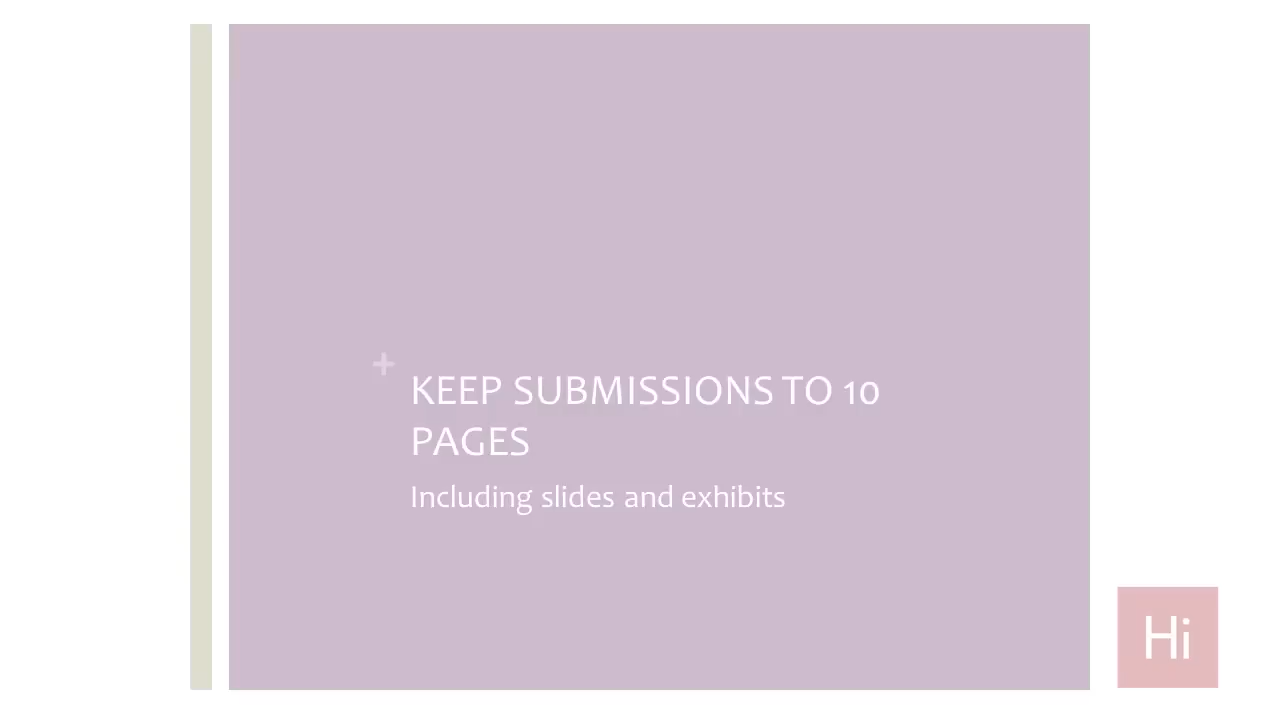 +
KEEP SUBMISSIONS TO 10
PAGES
Including slides and exhibits
Hi